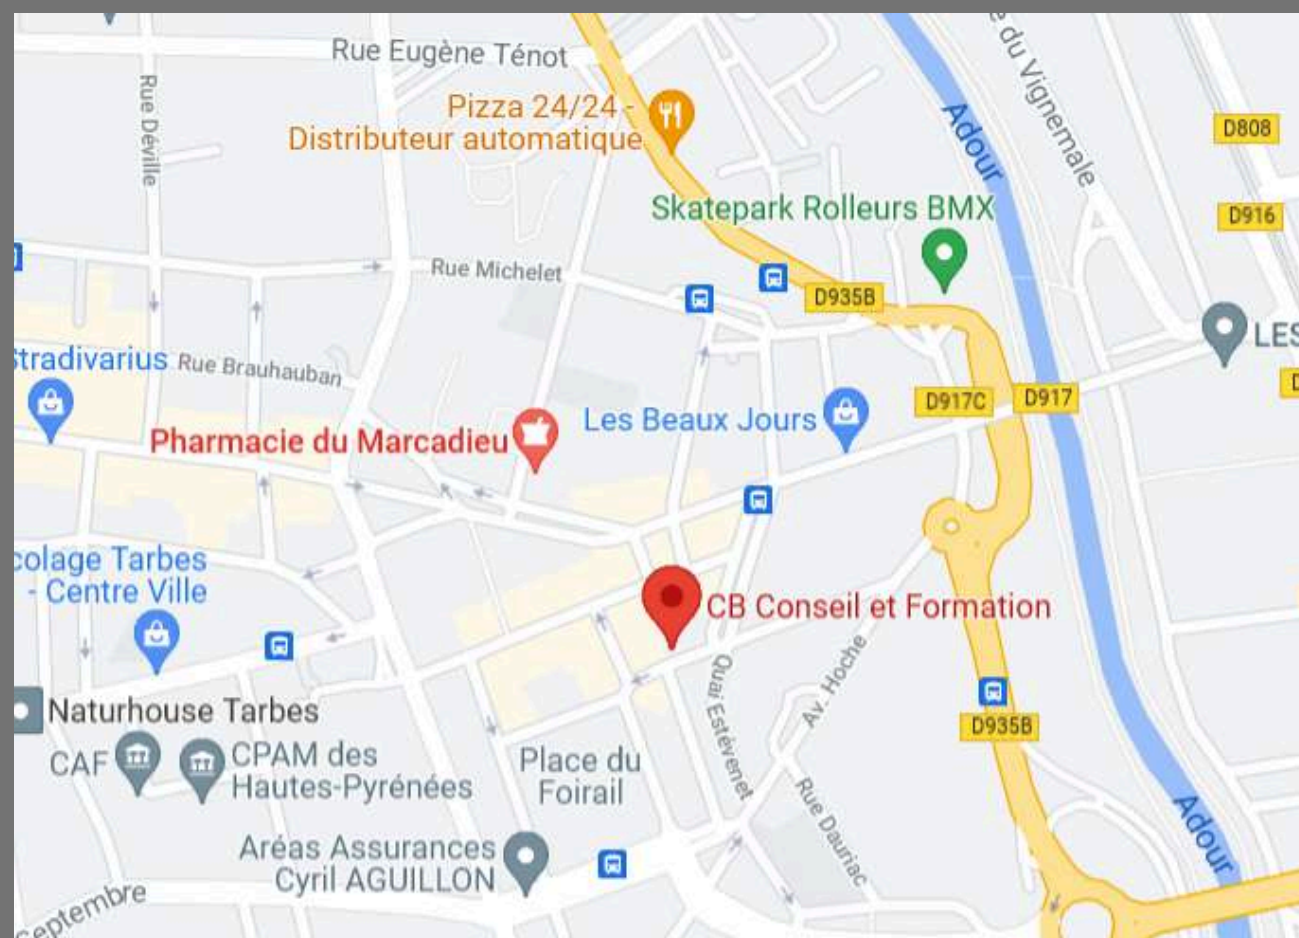 Rue Eugène Ténot
Rue Déville
Pizza 24/24 -
Distributeur automatique
Adour
du Vignemale
D808
D916
Skatepark Rolleurs BMX
Rue Michelet
D935B
LES
Stradivarius
Rue Brauhauban
D917C
D917
Les Beaux Jours
Pharmacie du Marcadieu
colage Tarbes
- Centre Ville
CB Conseil et Formation
Quai Estévenet
Av. Hoche
Naturhouse Tarbes
D935B
CAF
CPAM des
Hautes-Pyrénées
Place du
Foirail
Rue Dauriac
Adour
Aréas Assurances
Cyril AGUILLON
Septembre